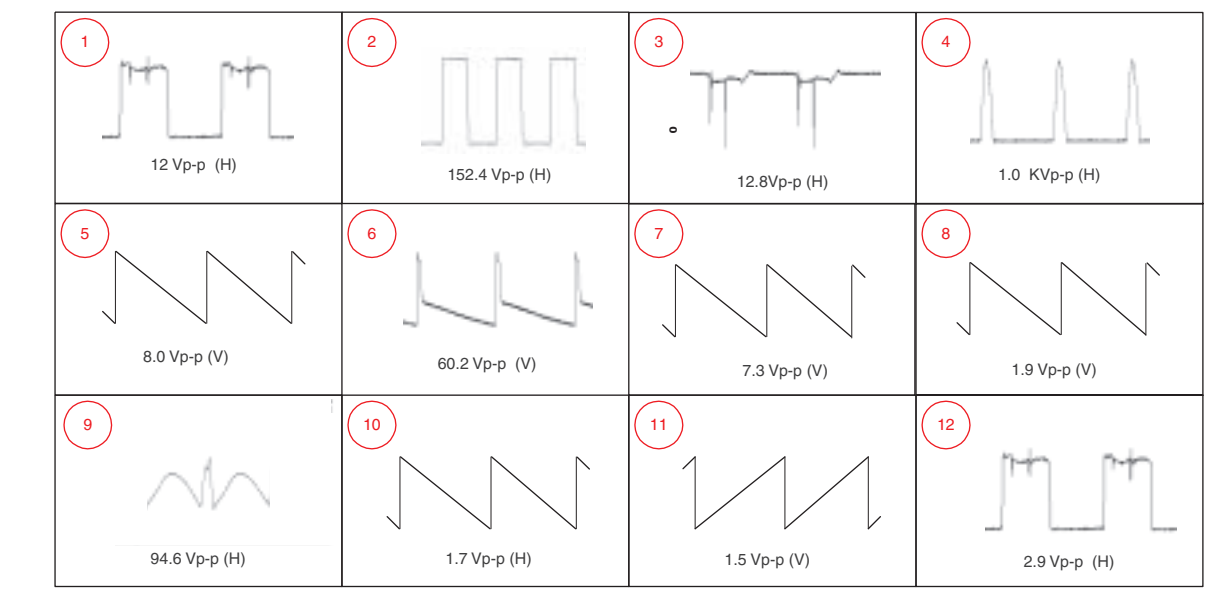 1
12 Vp-p (H)
2
152.4 Vp-p (H)
3
0
12.8Vp-p (H)
4
1.0 KVp-p (H)
5
8.0 Vp-p (V)
6
60.2 Vp-p (V)
7
7.3 Vp-p (V)
8
1.9 Vp-p (V)
9
94.6 Vp-p (H)
10
1.7 Vp-p (H)
11
1.5 Vp-p (V)
12
2.9 Vp-p (H)